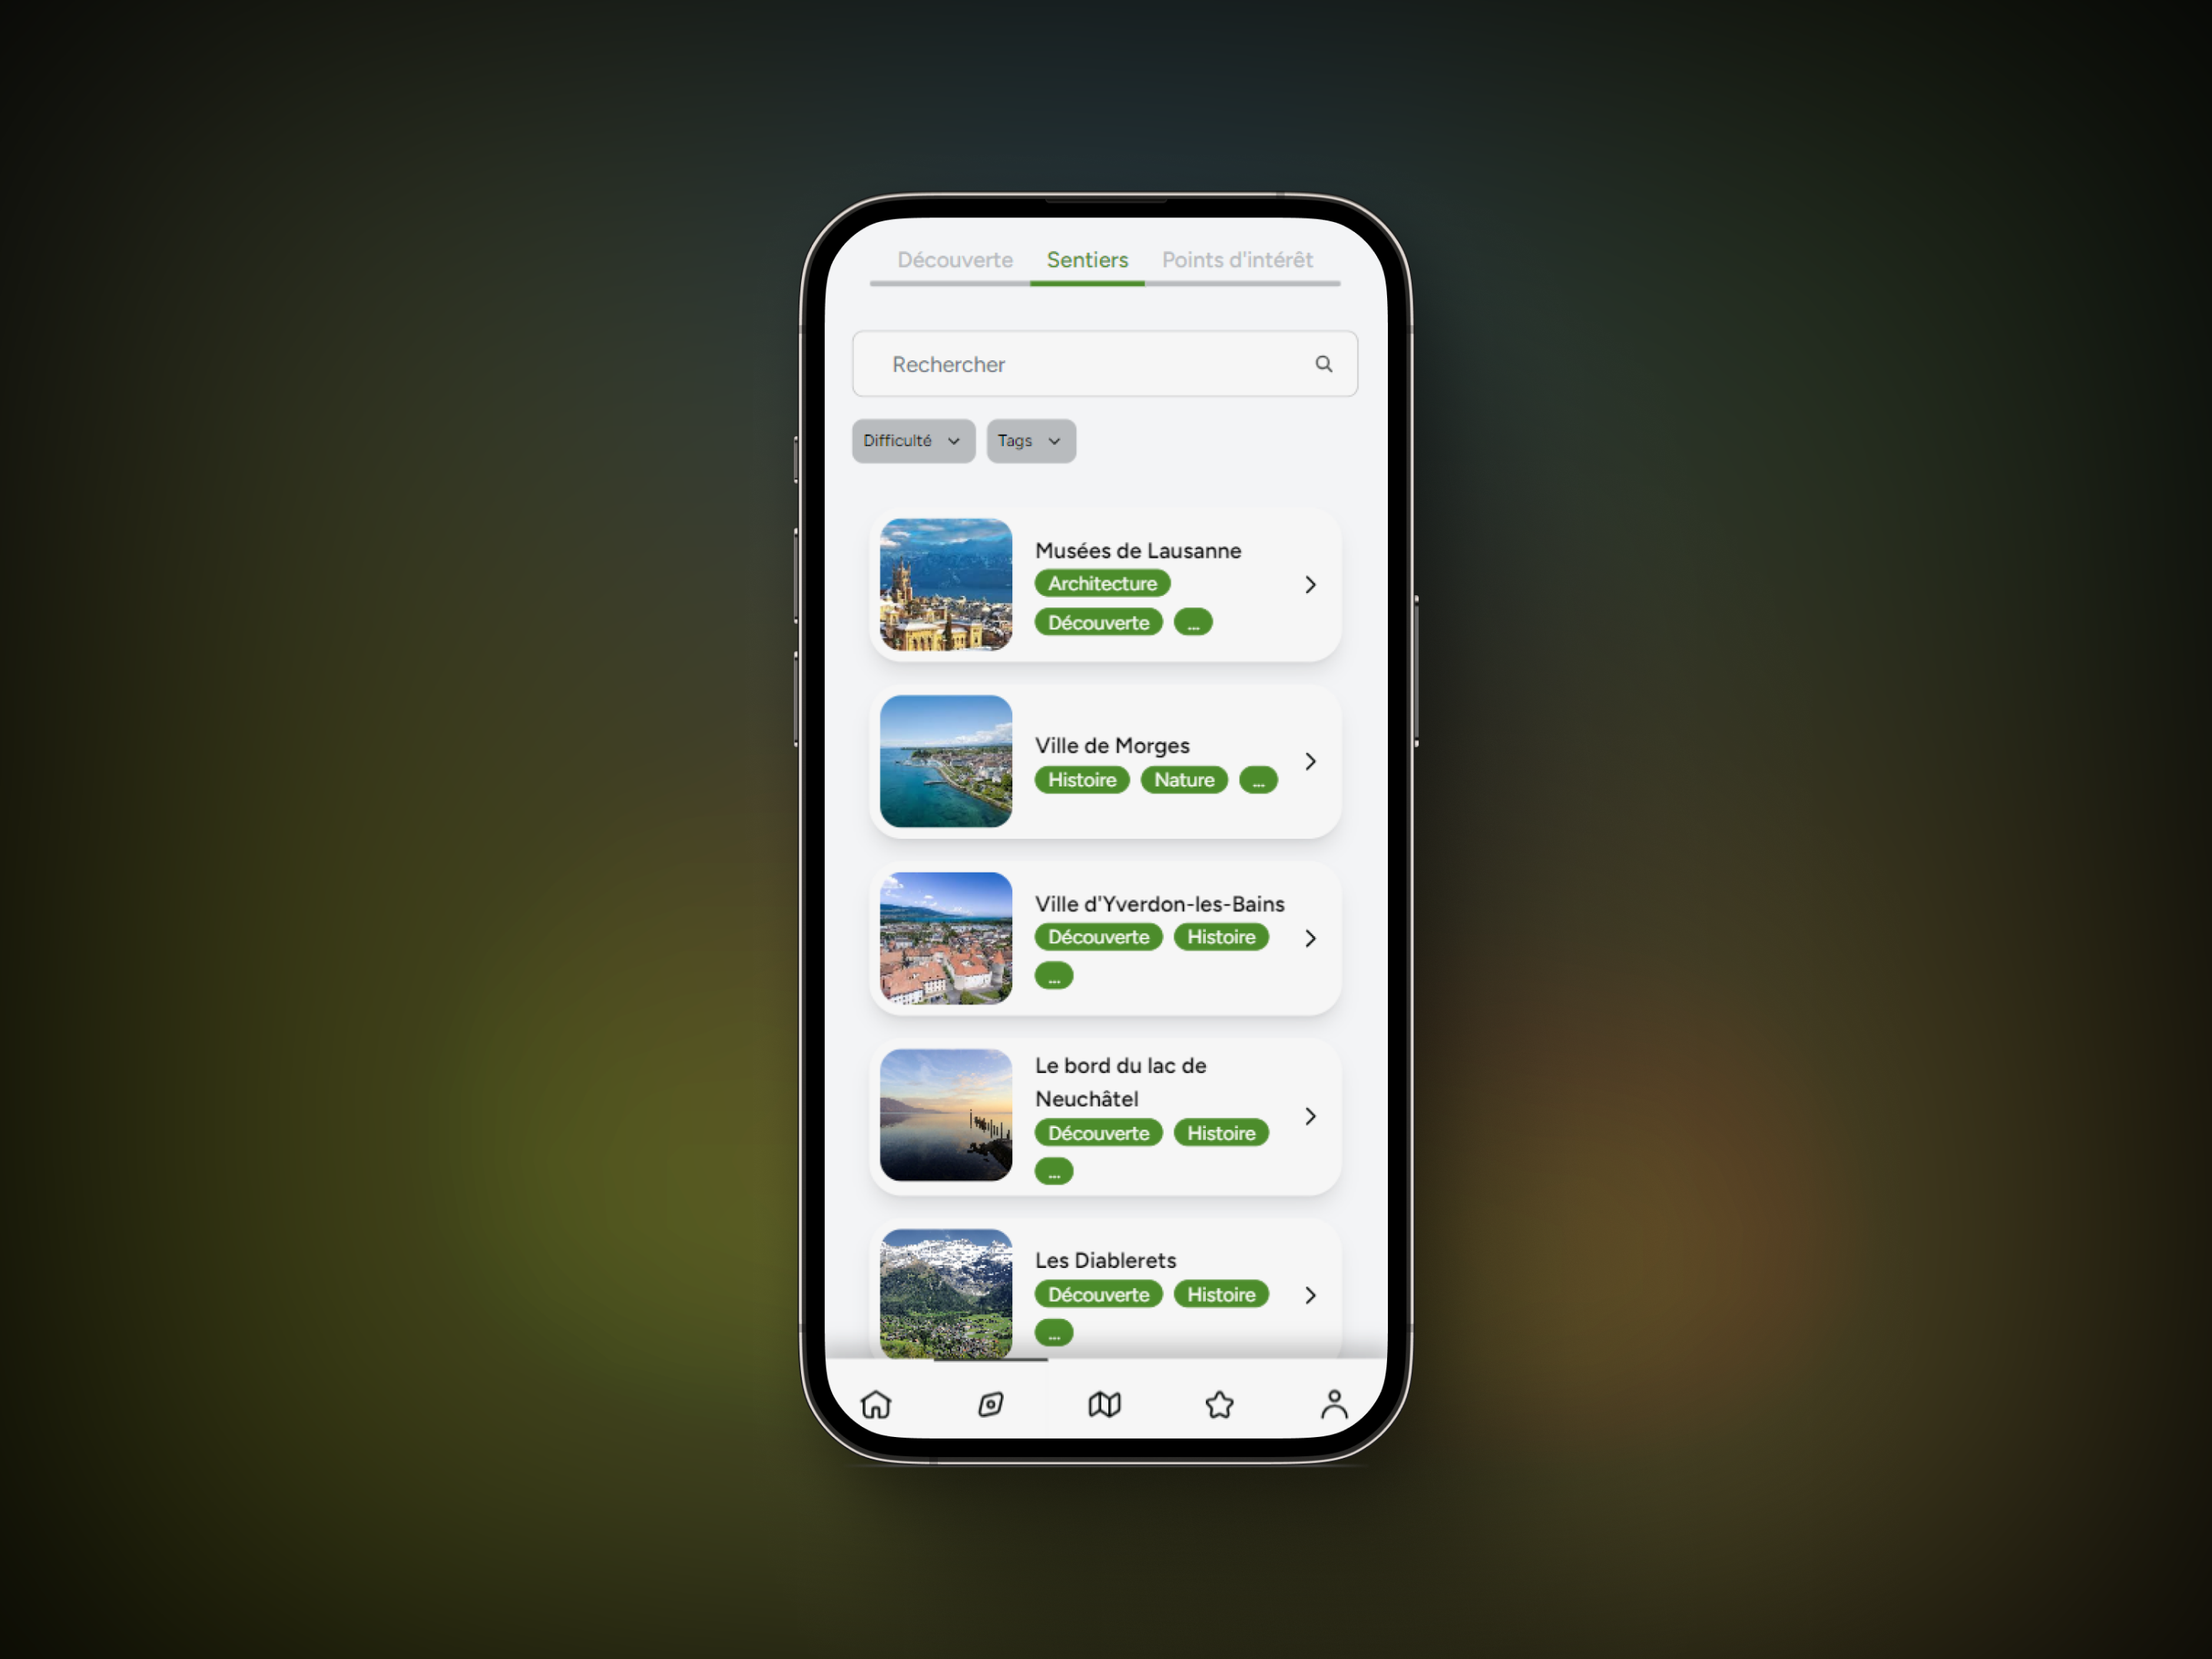 Découverte Sentiers Points d'intérêt
Rechercher
Difficulté Tags
Musées de Lausanne
Architecture
Découverte ...
Ville de Morges
Histoire Nature ...
Ville d'Yverdon-les-Bains
Découverte Histoire
...
Le bord du lac de
Neuchâtel
Découverte Histoire
...
Les Diablerets
Découverte Histoire
...